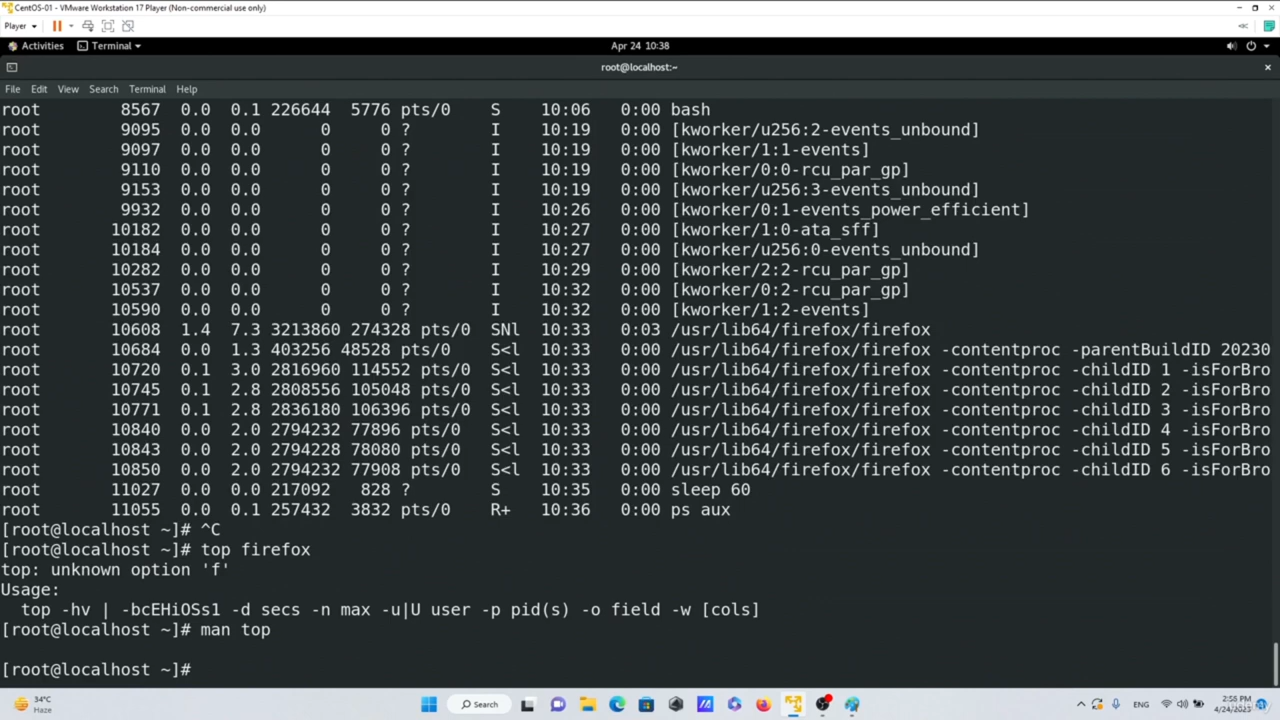 CentOS-01 - VMware Workstation 17 Player (Non-commercial use only)
Player
Activities Terminal Apr 24 10:38
root@localhost:~
File Edit View Search Terminal Help
root 8567 0.0 0.1 226644 5776 pts/0 S 10:06 0:00 bash
root 9095 0.0 0.0 0 0 ? I 10:19 0:00 [kworker/u256:2-events_unbound]
root 9097 0.0 0.0 0 0 ? I 10:19 0:00 [kworker/1:1-events]
root 9110 0.0 0.0 0 0 ? I 10:19 0:00 [kworker/0:0-rcu_par_gp]
root 9153 0.0 0.0 0 0 ? I 10:19 0:00 [kworker/u256:3-events_unbound]
root 9932 0.0 0.0 0 0 ? I 10:26 0:00 [kworker/0:1-events_power_efficient]
root 10182 0.0 0.0 0 0 ? I 10:27 0:00 [kworker/1:0-ata_sff]
root 10184 0.0 0.0 0 0 ? I 10:27 0:00 [kworker/u256:0-events_unbound]
root 10282 0.0 0.0 0 0 ? I 10:29 0:00 [kworker/2:2-rcu_par_gp]
root 10537 0.0 0.0 0 0 ? I 10:32 0:00 [kworker/0:2-rcu_par_gp]
root 10590 0.0 0.0 0 0 ? I 10:32 0:00 [kworker/1:2-events]
root 10608 1.4 7.3 3213860 274328 pts/0 SNl 10:33 0:03 /usr/lib64/firefox/firefox
root 10684 0.0 1.3 403256 48528 pts/0 S<l 10:33 0:00 /usr/lib64/firefox/firefox -contentproc -parentBuildID 20230
root 10720 0.1 3.0 2816960 114552 pts/0 S<l 10:33 0:00 /usr/lib64/firefox/firefox -contentproc -childID 1 -isForBro
root 10745 0.1 2.8 2808556 105048 pts/0 S<l 10:33 0:00 /usr/lib64/firefox/firefox -contentproc -childID 2 -isForBro
root 10771 0.1 2.8 2836180 106396 pts/0 S<l 10:33 0:00 /usr/lib64/firefox/firefox -contentproc -childID 3 -isForBro
root 10840 0.0 2.0 2794232 77896 pts/0 S<l 10:33 0:00 /usr/lib64/firefox/firefox -contentproc -childID 4 -isForBro
root 10843 0.0 2.0 2794228 78080 pts/0 S<l 10:33 0:00 /usr/lib64/firefox/firefox -contentproc -childID 5 -isForBro
root 10850 0.0 2.0 2794232 77908 pts/0 S<l 10:33 0:00 /usr/lib64/firefox/firefox -contentproc -childID 6 -isForBro
root 11027 0.0 0.0 217092 828 ? S 10:35 0:00 sleep 60
root 11055 0.0 0.1 257432 3832 pts/0 R+ 10:36 0:00 ps aux
[root@localhost ~]# ^C
[root@localhost ~]# top firefox
top: unknown option 'f'
Usage:
top -hv | -bcEHiOSs1 -d secs -n max -u|U user -p pid(s) -o field -w [cols]
[root@localhost ~]# man top
[root@localhost ~]#
34°C Search ENG 2:55 PM
Haze 4/24/2023